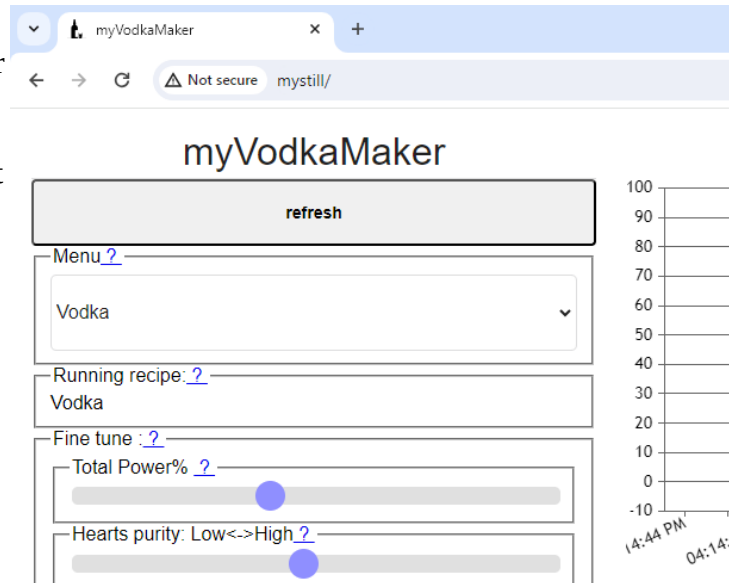 myVodkaMaker
Not secure mystill/
myVodkaMaker
refresh
Menu ?
Vodka
Running recipe: ?
Vodka
Fine tune : ?
Total Power% ?
Hearts purity: Low<->High ?
100
90
80
70
60
50
40
30
20
10
0
-10
14:44 PM
04:14: